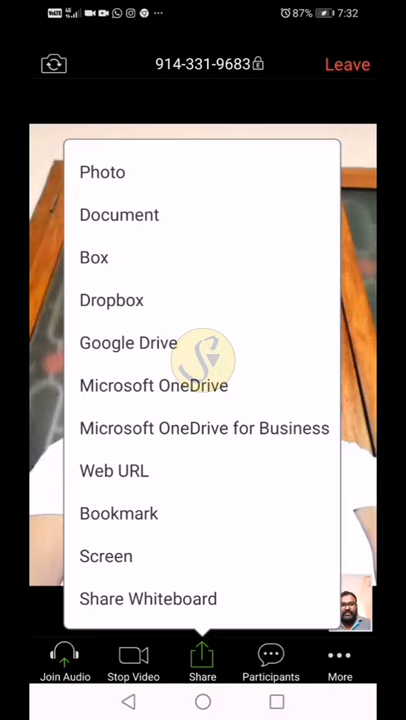 87% 7:32
914-331-9683 Leave
Photo
Document
Box
Dropbox
Google Drive
Microsoft OneDrive
Microsoft OneDrive for Business
Web URL
Bookmark
Screen
Share Whiteboard
Join Audio Stop Video Share Participants More